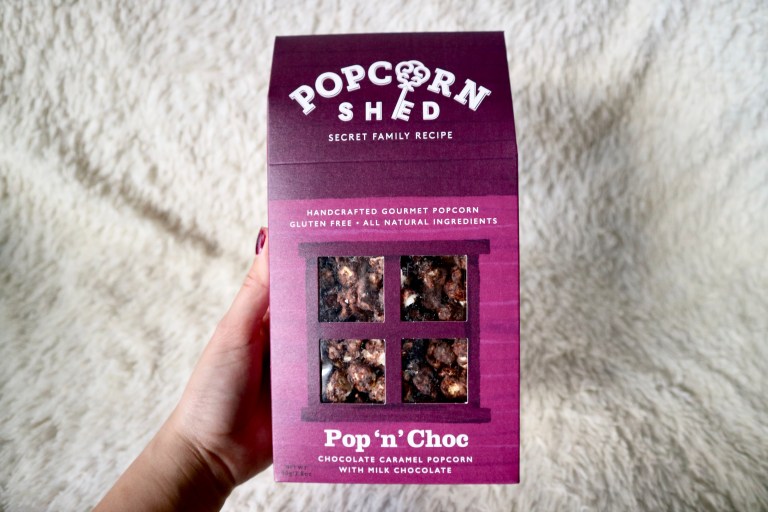 POPCORN
SHED
SECRET FAMILY RECIPE
HANDCRAFTED GOURMET POPCORN
GLUTEN FREE • ALL NATURAL INGREDIENTS
Pop ‘n’ Choc
CHOCOLATE CARAMEL POPCORN
WITH MILK CHOCOLATE